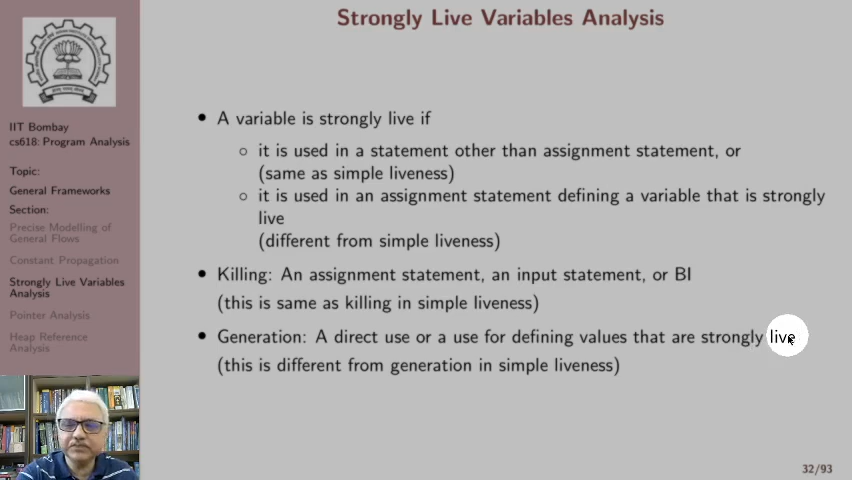 Strongly Live Variables Analysis
IIT Bombay
cs618: Program Analysis
Topic:
General Frameworks
Section:
Precise Modelling of
General Flows
Constant Propagation
Strongly Live Variables
Analysis
Pointer Analysis
Heap Reference
Analysis
• A variable is strongly live if
○ it is used in a statement other than assignment statement, or
(same as simple liveness)
○ it is used in an assignment statement defining a variable that is strongly
live
(different from simple liveness)
• Killing: An assignment statement, an input statement, or BI
(this is same as killing in simple liveness)
• Generation: A direct use or a use for defining values that are strongly live
(this is different from generation in simple liveness)
32/93